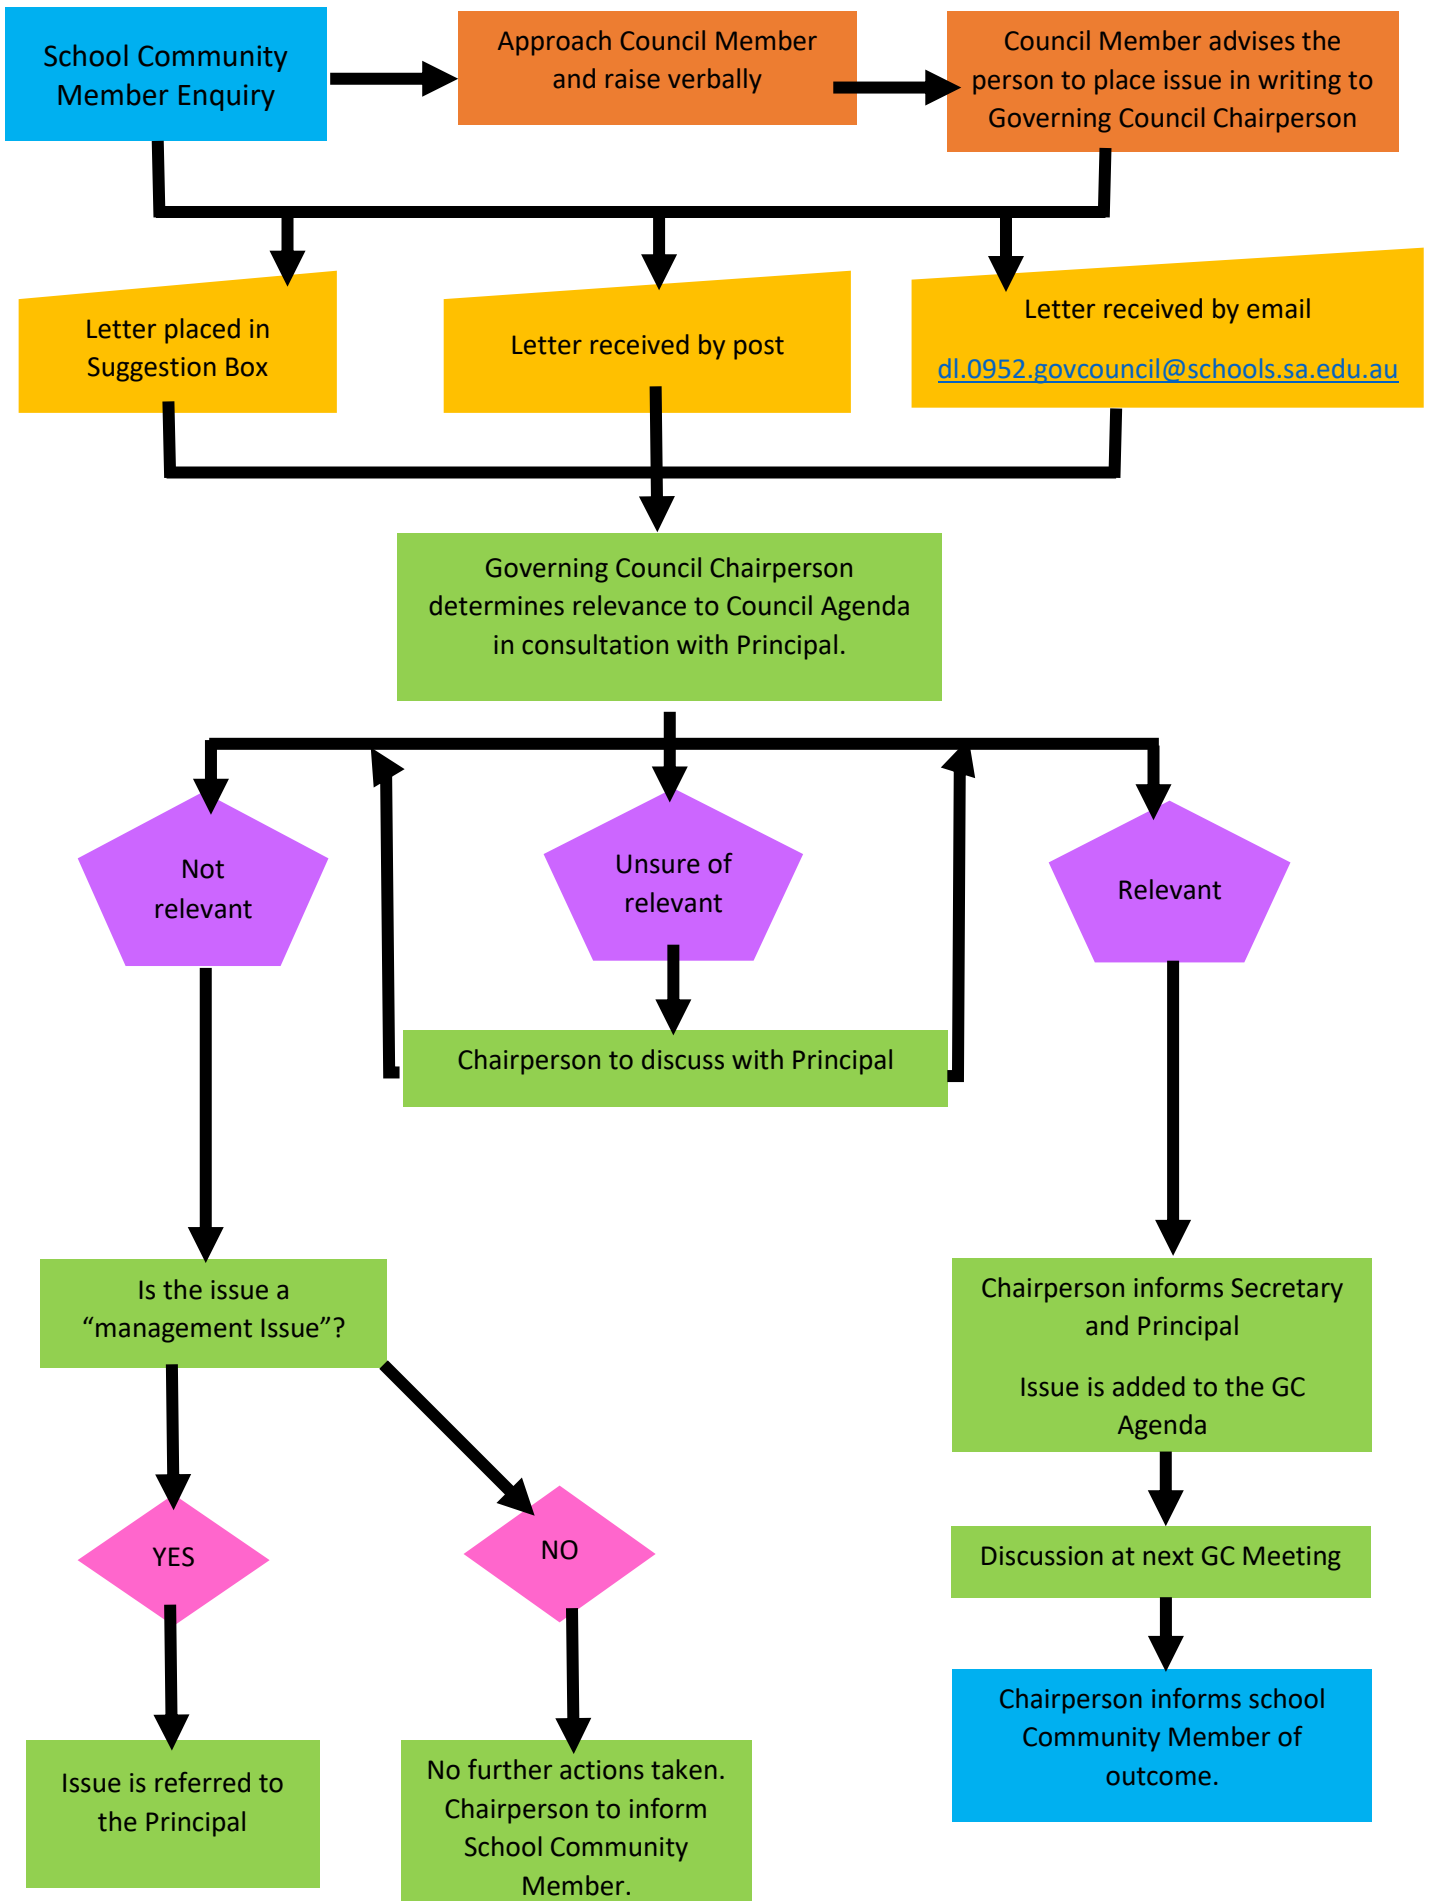 School Community
Member Enquiry
Approach Council Member
and raise verbally
Council Member advises the
person to place issue in writing to
Governing Council Chairperson
Letter placed in
Suggestion Box
Letter received by post
Letter received by email
dl.0952.govcouncil@schools.sa.edu.au
Governing Council Chairperson
determines relevance to Council Agenda
in consultation with Principal.
Not
relevant
Unsure of
relevant
Relevant
Chairperson to discuss with Principal
Is the issue a
“management Issue”?
Chairperson informs Secretary
and Principal
Issue is added to the GC
Agenda
YES
NO
Discussion at next GC Meeting
Issue is referred to
the Principal
No further actions taken.
Chairperson to inform
School Community
Member.
Chairperson informs school
Community Member of
outcome.